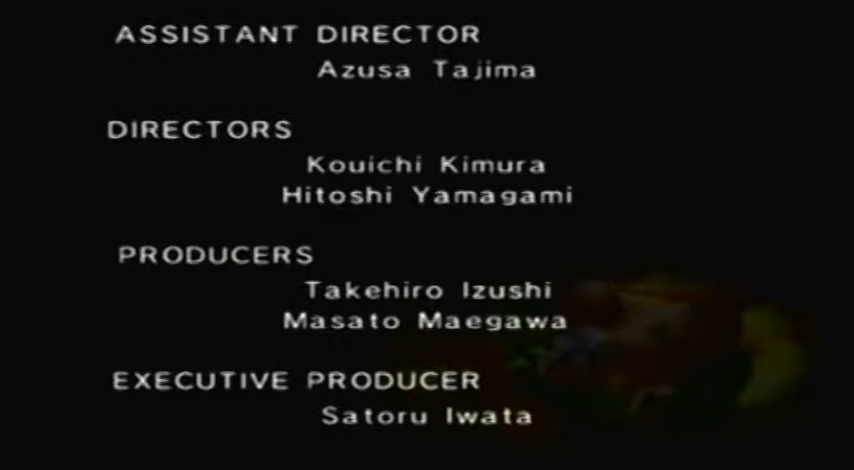 ASSISTANT DIRECTOR
Azusa Tajima
DIRECTORS
Kouichi Kimura
Hitoshi Yamagami
PRODUCERS
Takehiro Izushi
Masato Maegawa
EXECUTIVE PRODUCER
Satoru Iwata